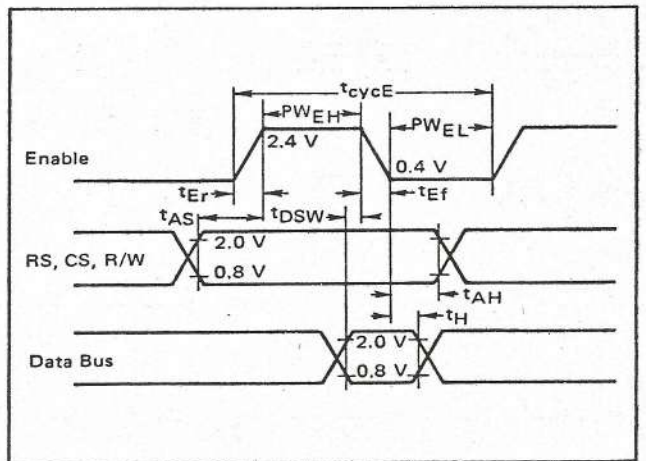 tcycE
PWEH
PWEL
Enable
2.4 V
0.4 V
tEr
tEf
tAS
tDSW
RS, CS, R/W
2.0 V
0.8 V
tAH
tH
Data Bus
2.0 V
0.8 V